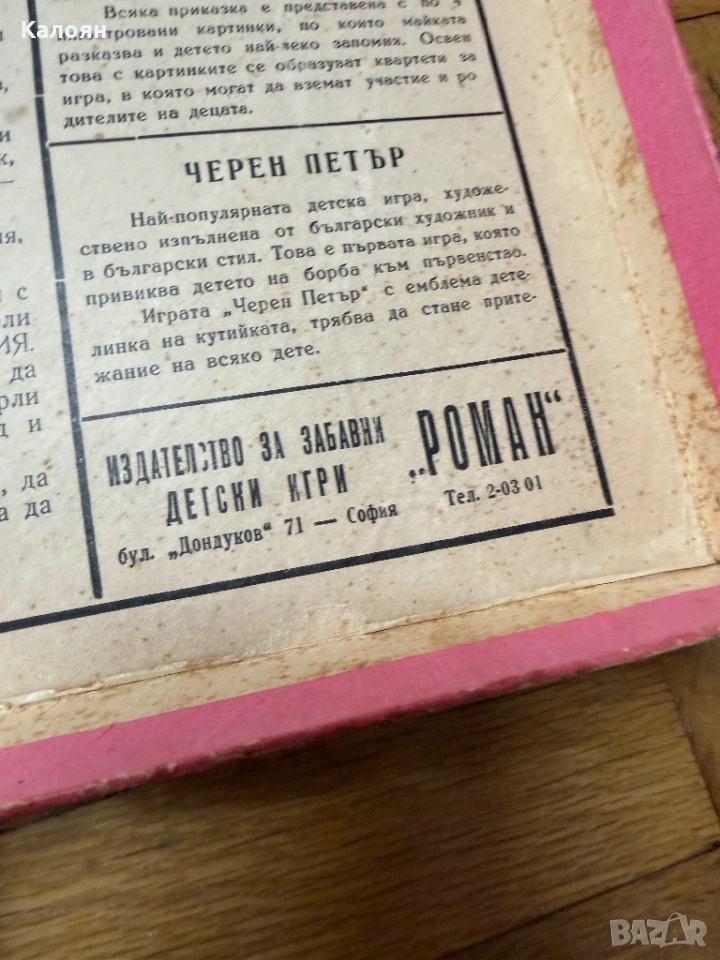 Калоян
Всяка приказка е представена с по
илюстровани картинки, по които майката
разказва и детето най-леко запомня. Освен
това с картинките се образуват квартети за
игра, в която могат да вземат участие и ро
дителите на децата.
ЧЕРЕН ПЕТЪР
Най-популярната детска игра, художе-
ствено изпълнена от български художник и
в български стил. Това е първата игра, която
привиква детето на борба към първенство.
Играта „Черен Петър“ с емблема дете-
линка на кутийката, трябва да стане прите-
жание на всяко дете.
ИЗДАТЕЛСТВО ЗА ЗАБАВНИ
ДЕТСКИ ИГРИ
„РОМАН“
бул. „Дондуков“ 71 — София
Тел. 2-03 01
и
к,
—
с
да
и
да
да
BAZAR